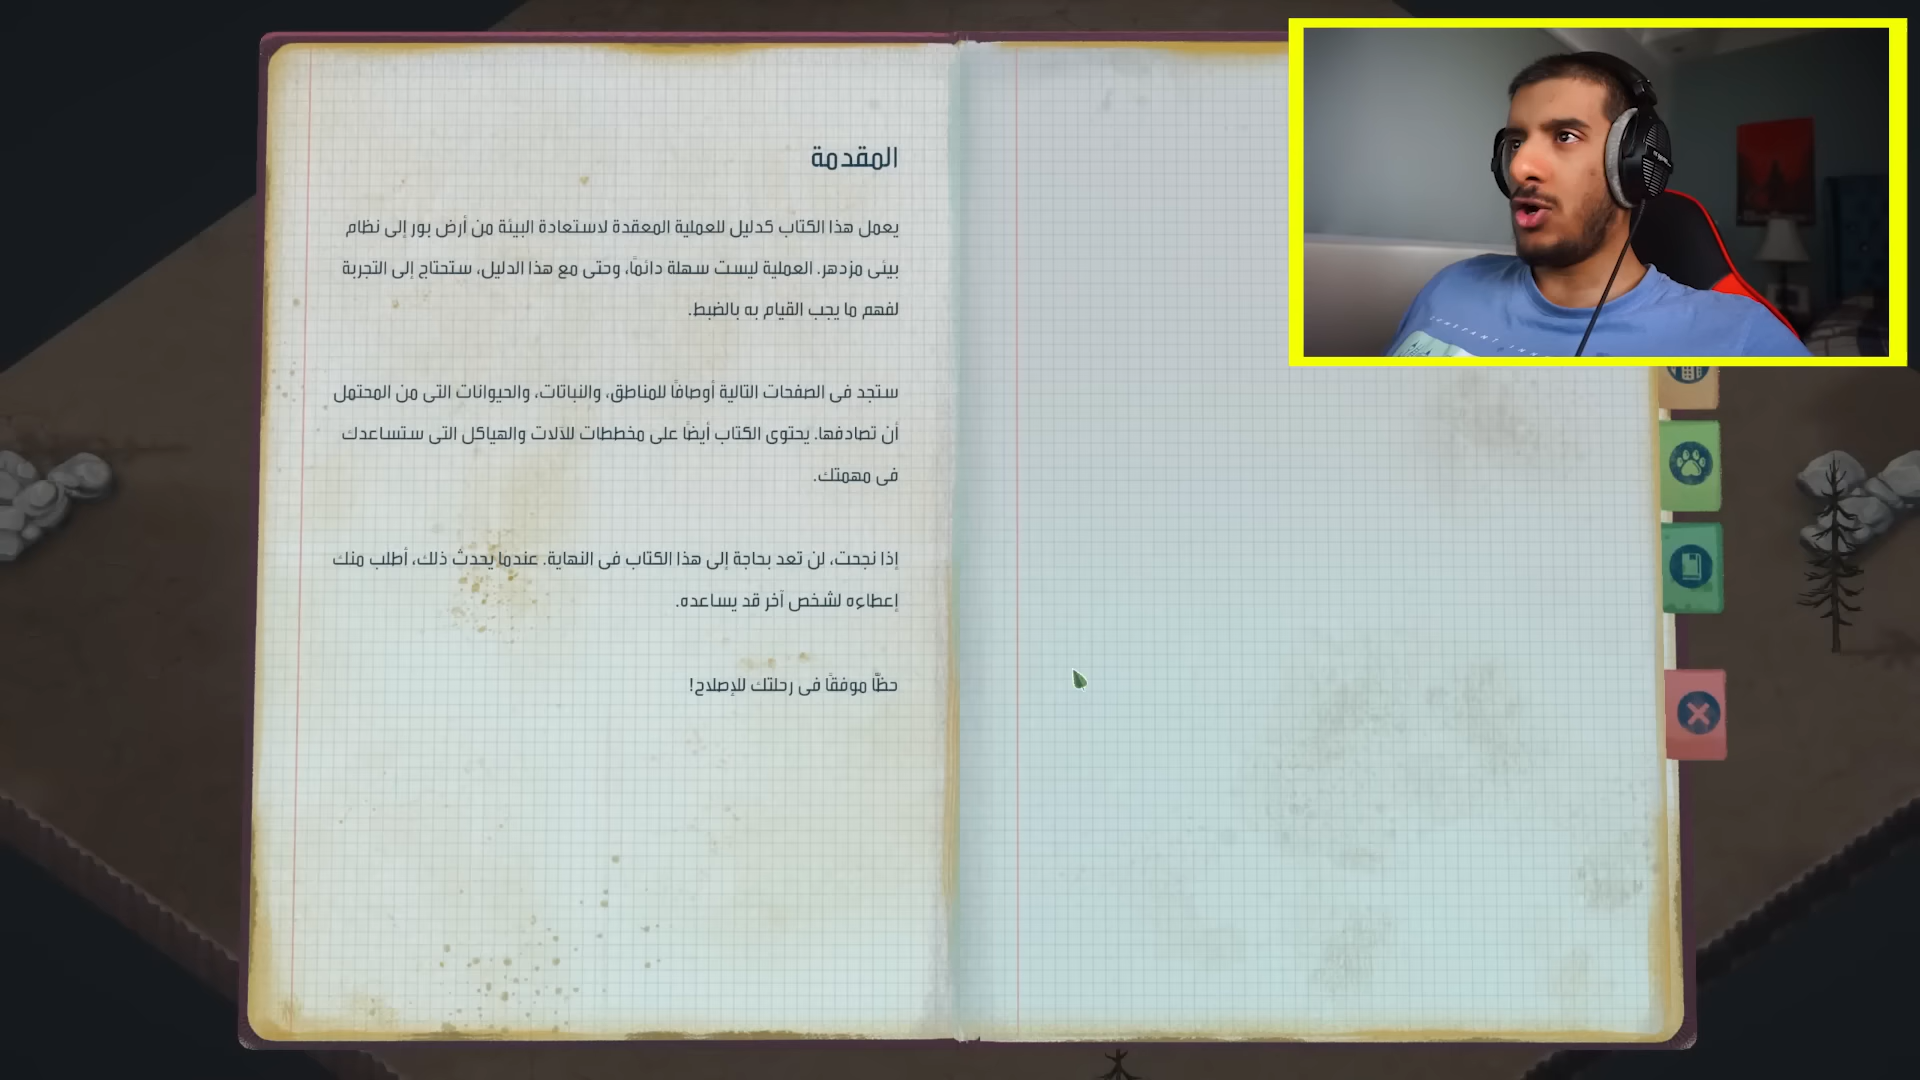 المقدمة
يعمل هذا الكتاب كدليل للعملية المعقدة لاستعادة البيئة من أرض بور إلى نظام
بيئي مزدهر. العملية ليست سهلة دائمًا، وحتى مع هذا الدليل، ستحتاج إلى التجربة
لفهم ما يجب القيام به بالضبط.
ستجد في الصفحات التالية أوصافًا للمناطق، والنباتات، والحيوانات التي من المحتمل
أن تصادفها. يحتوي الكتاب أيضًا على مخططات للآلات والهياكل التي ستساعدك
في مهمتك.
إذا نجحت، لن تعد بحاجة إلى هذا الكتاب في النهاية. عندما يحدث ذلك، أطلب منك
إعطاءه لشخص آخر قد يساعده.
حظًّا موفقًا في رحلتك للإصلاح!